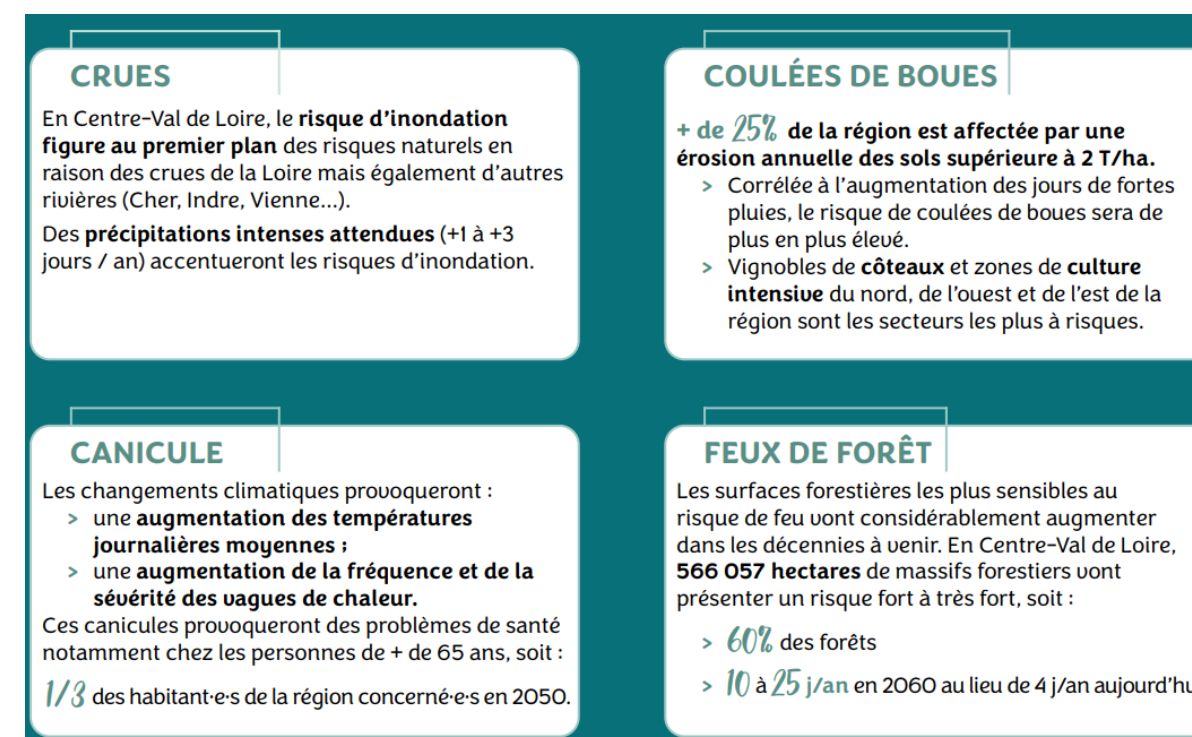 CRUES
En Centre-Val de Loire, le risque d'inondation
figure au premier plan des risques naturels en
raison des crues de la Loire mais également d'autres
rivières (Cher, Indre, Vienne...).
Des précipitations intenses attendues (+1 à +3
jours / an) accentueront les risques d'inondation.
COULÉES DE BOUES
+ de 25% de la région est affectée par une
érosion annuelle des sols supérieure à 2 T/ha.
> Corrélée à l'augmentation des jours de fortes
pluies, le risque de coulées de boues sera de
plus en plus élevé.
> Vignobles de côteaux et zones de culture
intensive du nord, de l'ouest et de l'est de la
région sont les secteurs les plus à risques.
CANICULE
Les changements climatiques provoqueront :
> une augmentation des températures
journalières moyennes ;
> une augmentation de la fréquence et de la
sévérité des vagues de chaleur.
Ces canicules provoqueront des problèmes de santé
notamment chez les personnes de + de 65 ans, soit :
1/3 des habitant·e·s de la région concerné·e·s en 2050.
FEUX DE FORÊT
Les surfaces forestières les plus sensibles au
risque de feu vont considérablement augmenter
dans les décennies à venir. En Centre-Val de Loire,
566 057 hectares de massifs forestiers vont
présenter un risque fort à très fort, soit :
> 60% des forêts
> 10 à 25 j/an en 2060 au lieu de 4 j/an aujourd'hu